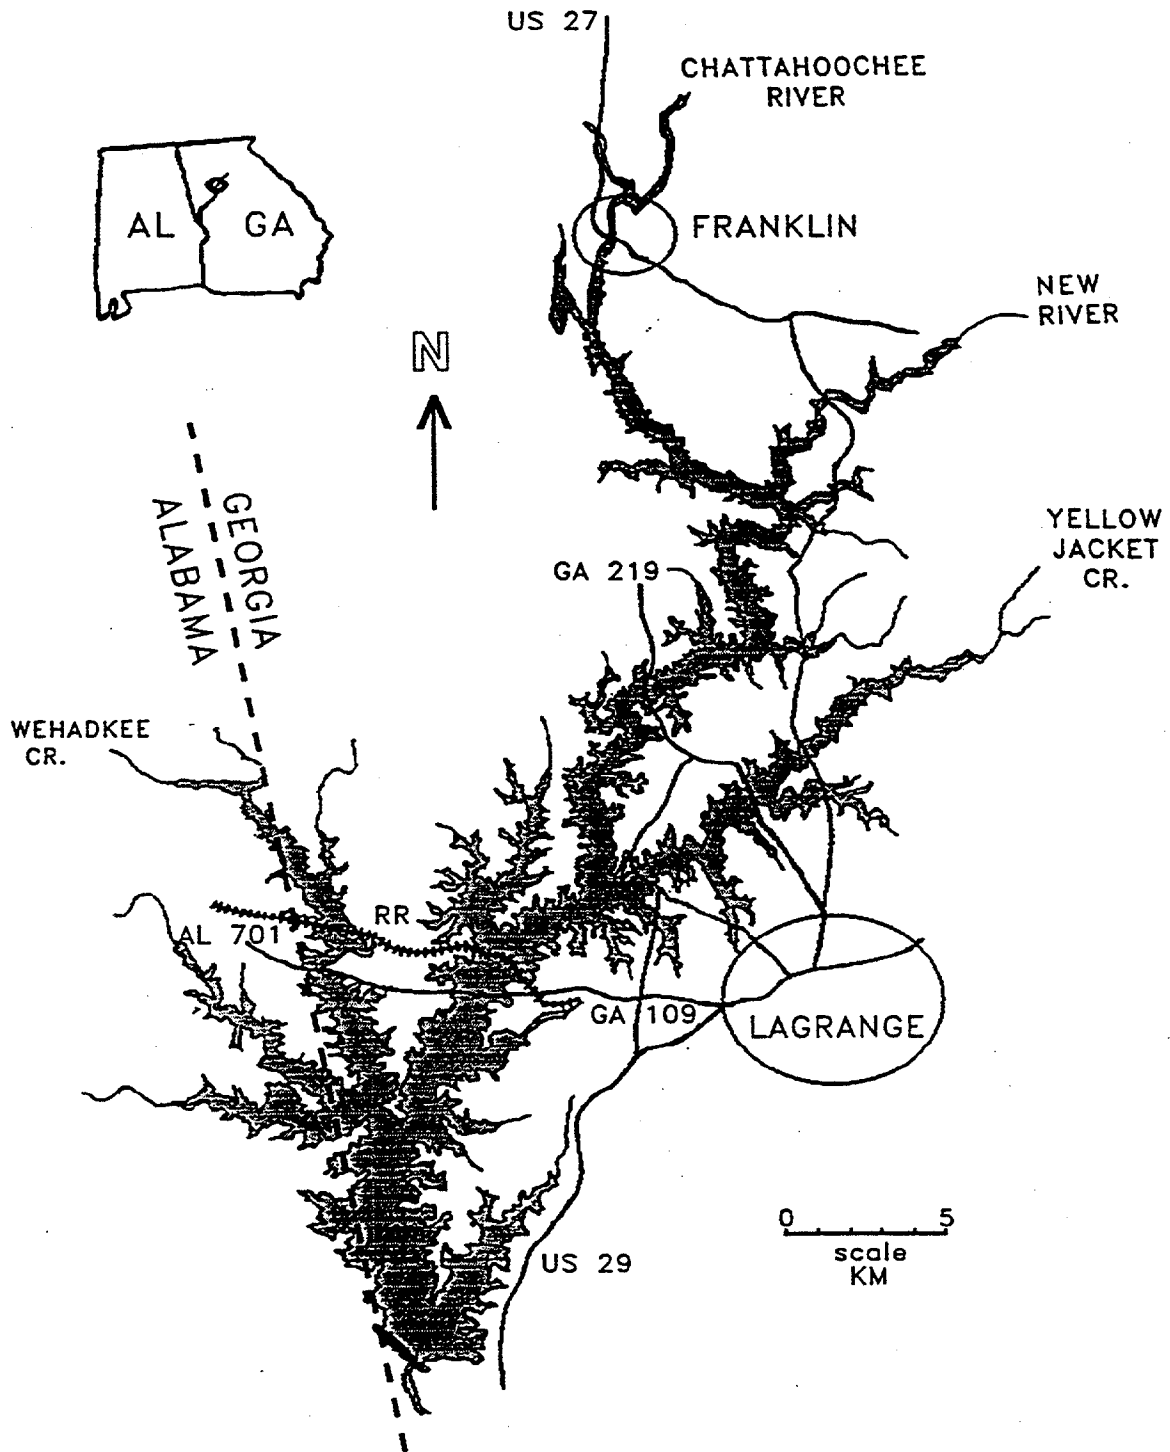 US 27
CHATTAHOOCHEE
RIVER
AL
GA
FRANKLIN
NEW
RIVER
N
GEORGIA
ALABAMA
YELLOW
JACKET
CR.
GA 219
WEHADKEE
CR.
RR
AL 701
GA 109
LAGRANGE
0 5
scale
KM
US 29